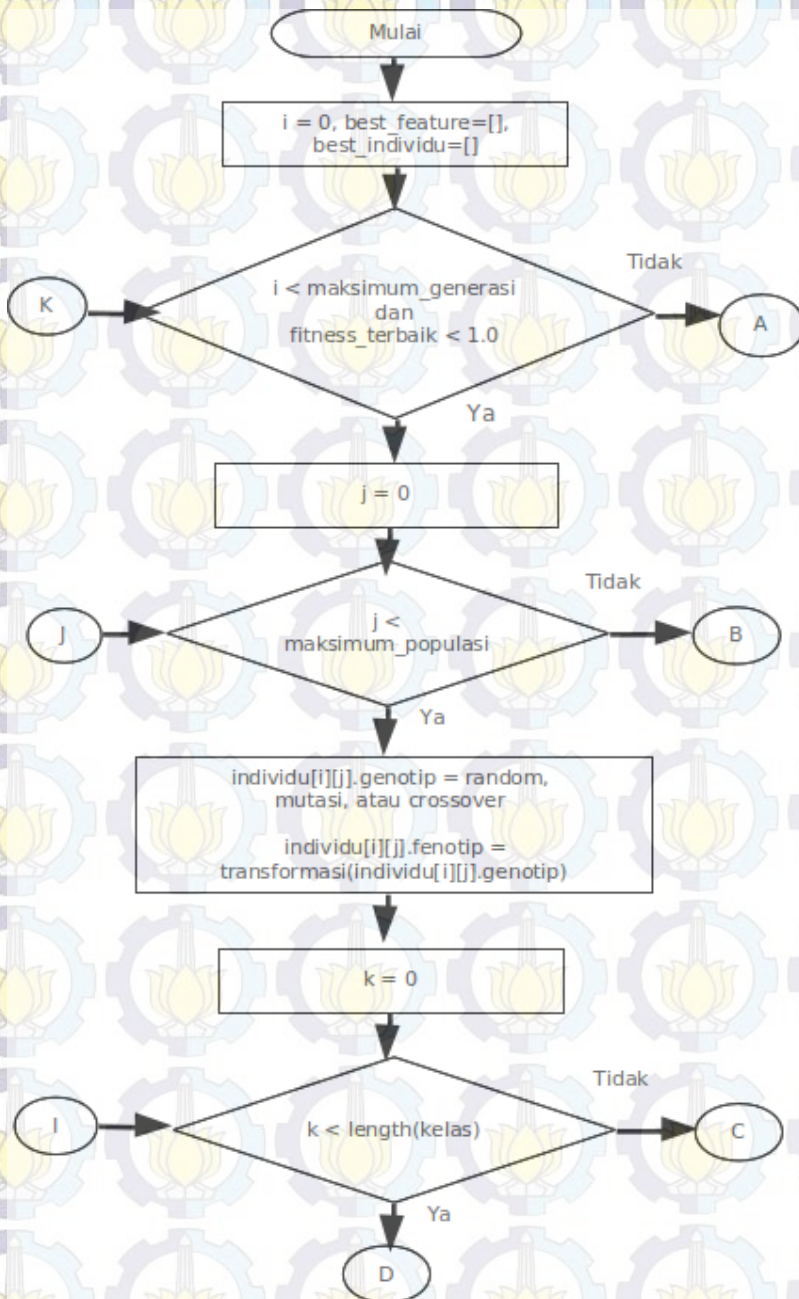 Mulai
i = 0, best_feature=[],
best_individu=[]
Tidak
K
i < maksimum_generasi
dan
fitness_terbaik < 1.0
A
Ya
j = 0
Tidak
J
j <
maksimum_populasi
B
Ya
individu[i][j].genotip = random,
mutasi, atau crossover
individu[i][j].fenotip =
transformasi(individu[i][j].genotip)
k = 0
Tidak
I
k < length(kelas)
C
Ya
D